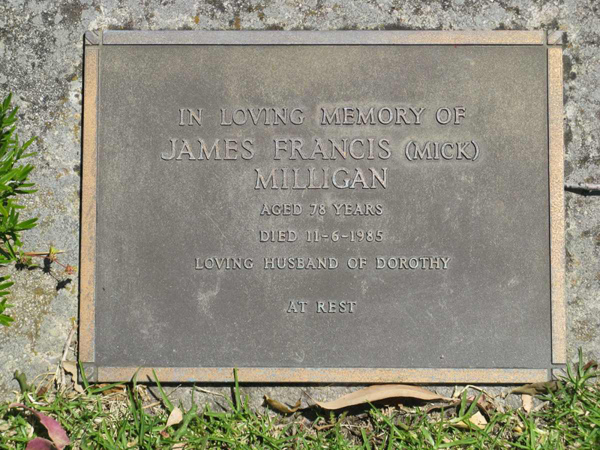 IN LOVING MEMORY OF
JAMES FRANCIS (MICK)
MILLIGAN
AGED 78 YEARS
DIED 11-6-1985
LOVING HUSBAND OF DOROTHY
AT REST